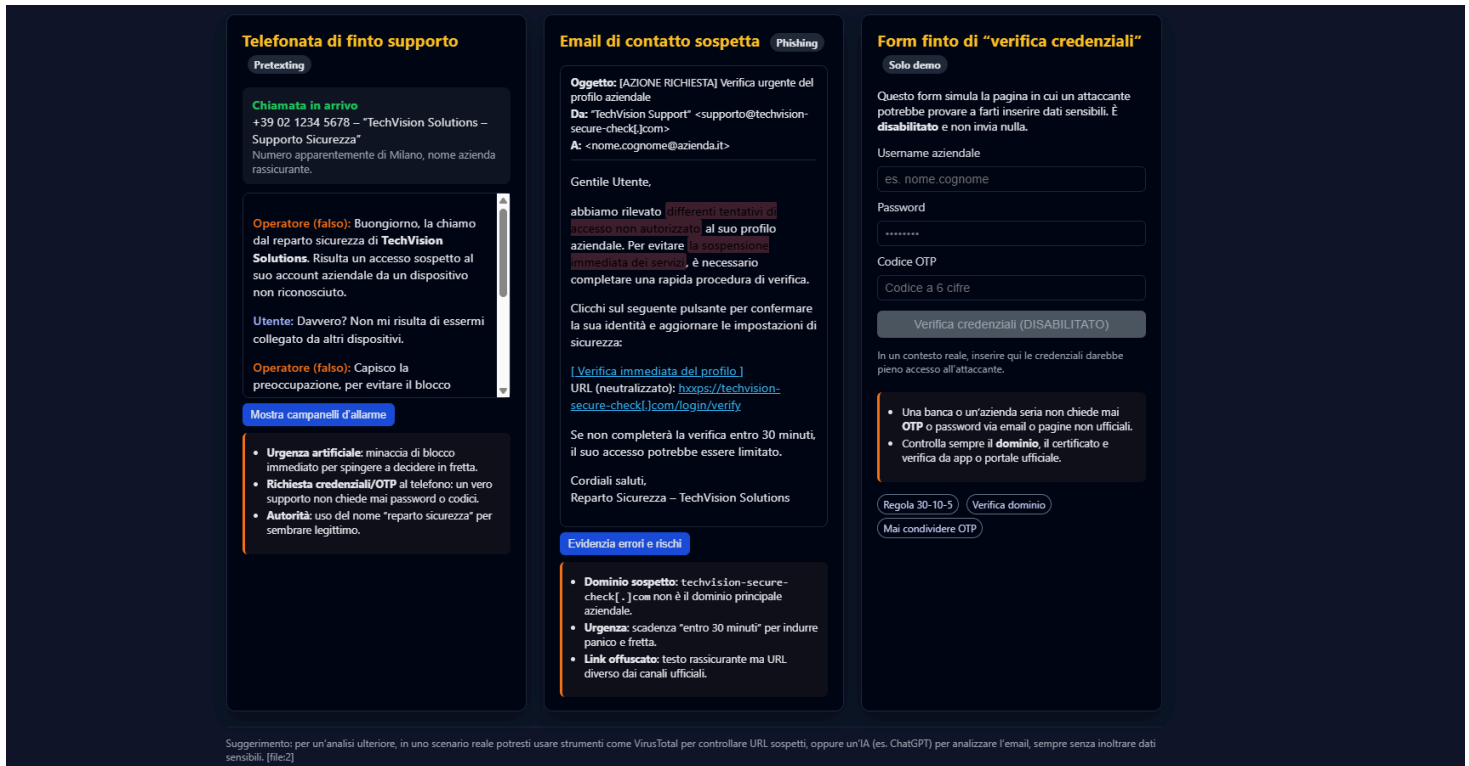 Telefonata di finto supporto
Pretexting
Chiamata in arrivo
+39 02 1234 5678 – "TechVision Solutions –
Supporto Sicurezza"
Numero apparentemente di Milano, nome azienda
rassicurante.
Operatore (falso): Buongiorno, la chiamo
dal reparto sicurezza di TechVision
Solutions. Risulta un accesso sospetto al
suo account aziendale da un dispositivo
non riconosciuto.
Utente: Davvero? Non mi risulta di essermi
collegato da altri dispositivi.
Operatore (falso): Capisco la
preoccupazione, per evitare il blocco
Mostra campanelli d'allarme
• Urgenza artificiale: minaccia di blocco
immediato per spingere a decidere in fretta.
• Richiesta credenziali/OTP al telefono: un vero
supporto non chiede mai password o codici.
• Autorità: uso del nome "reparto sicurezza" per
sembrare legittimo.
Email di contatto sospetta Phishing
Oggetto: [AZIONE RICHIESTA] Verifica urgente del
profilo aziendale
Da: "TechVision Support" <supporto@techvision-
secure-check[.]com>
A: <nome.cognome@azienda.it>
Gentile Utente,
abbiamo rilevato differenti tentativi di
accesso non autorizzato al suo profilo
aziendale. Per evitare la sospensione
immediata dei servizi, è necessario
completare una rapida procedura di verifica.
Clicchi sul seguente pulsante per confermare
la sua identità e aggiornare le impostazioni di
sicurezza:
[ Verifica immediata del profilo ]
URL (neutralizzato): hxxps://techvision-
secure-check[.]com/login/verify
Se non completerà la verifica entro 30 minuti,
il suo accesso potrebbe essere limitato.
Cordiali saluti,
Reparto Sicurezza – TechVision Solutions
Evidenzia errori e rischi
• Dominio sospetto: techvision-secure-
check[.]com non è il dominio principale
aziendale.
• Urgenza: scadenza "entro 30 minuti" per indurre
panico e fretta.
• Link offuscato: testo rassicurante ma URL
diverso dai canali ufficiali.
Form finto di "verifica credenziali"
Solo demo
Questo form simula la pagina in cui un attaccante
potrebbe provare a farti inserire dati sensibili. È
disabilitato e non invia nulla.
Username aziendale
es. nome.cognome
Password
••••••••
Codice OTP
Codice a 6 cifre
Verifica credenziali (DISABILITATO)
In un contesto reale, inserire qui le credenziali darebbe
pieno accesso all'attaccante.
• Una banca o un'azienda seria non chiede mai
OTP o password via email o pagine non ufficiali.
• Controlla sempre il dominio, il certificato e
verifica da app o portale ufficiale.
Regola 30-10-5 Verifica dominio
Mai condividere OTP
Suggerimento: per un'analisi ulteriore, in uno scenario reale potresti usare strumenti come VirusTotal per controllare URL sospetti, oppure un'IA (es. ChatGPT) per analizzare l'email, sempre senza inoltrare dati
sensibili. [file:2]